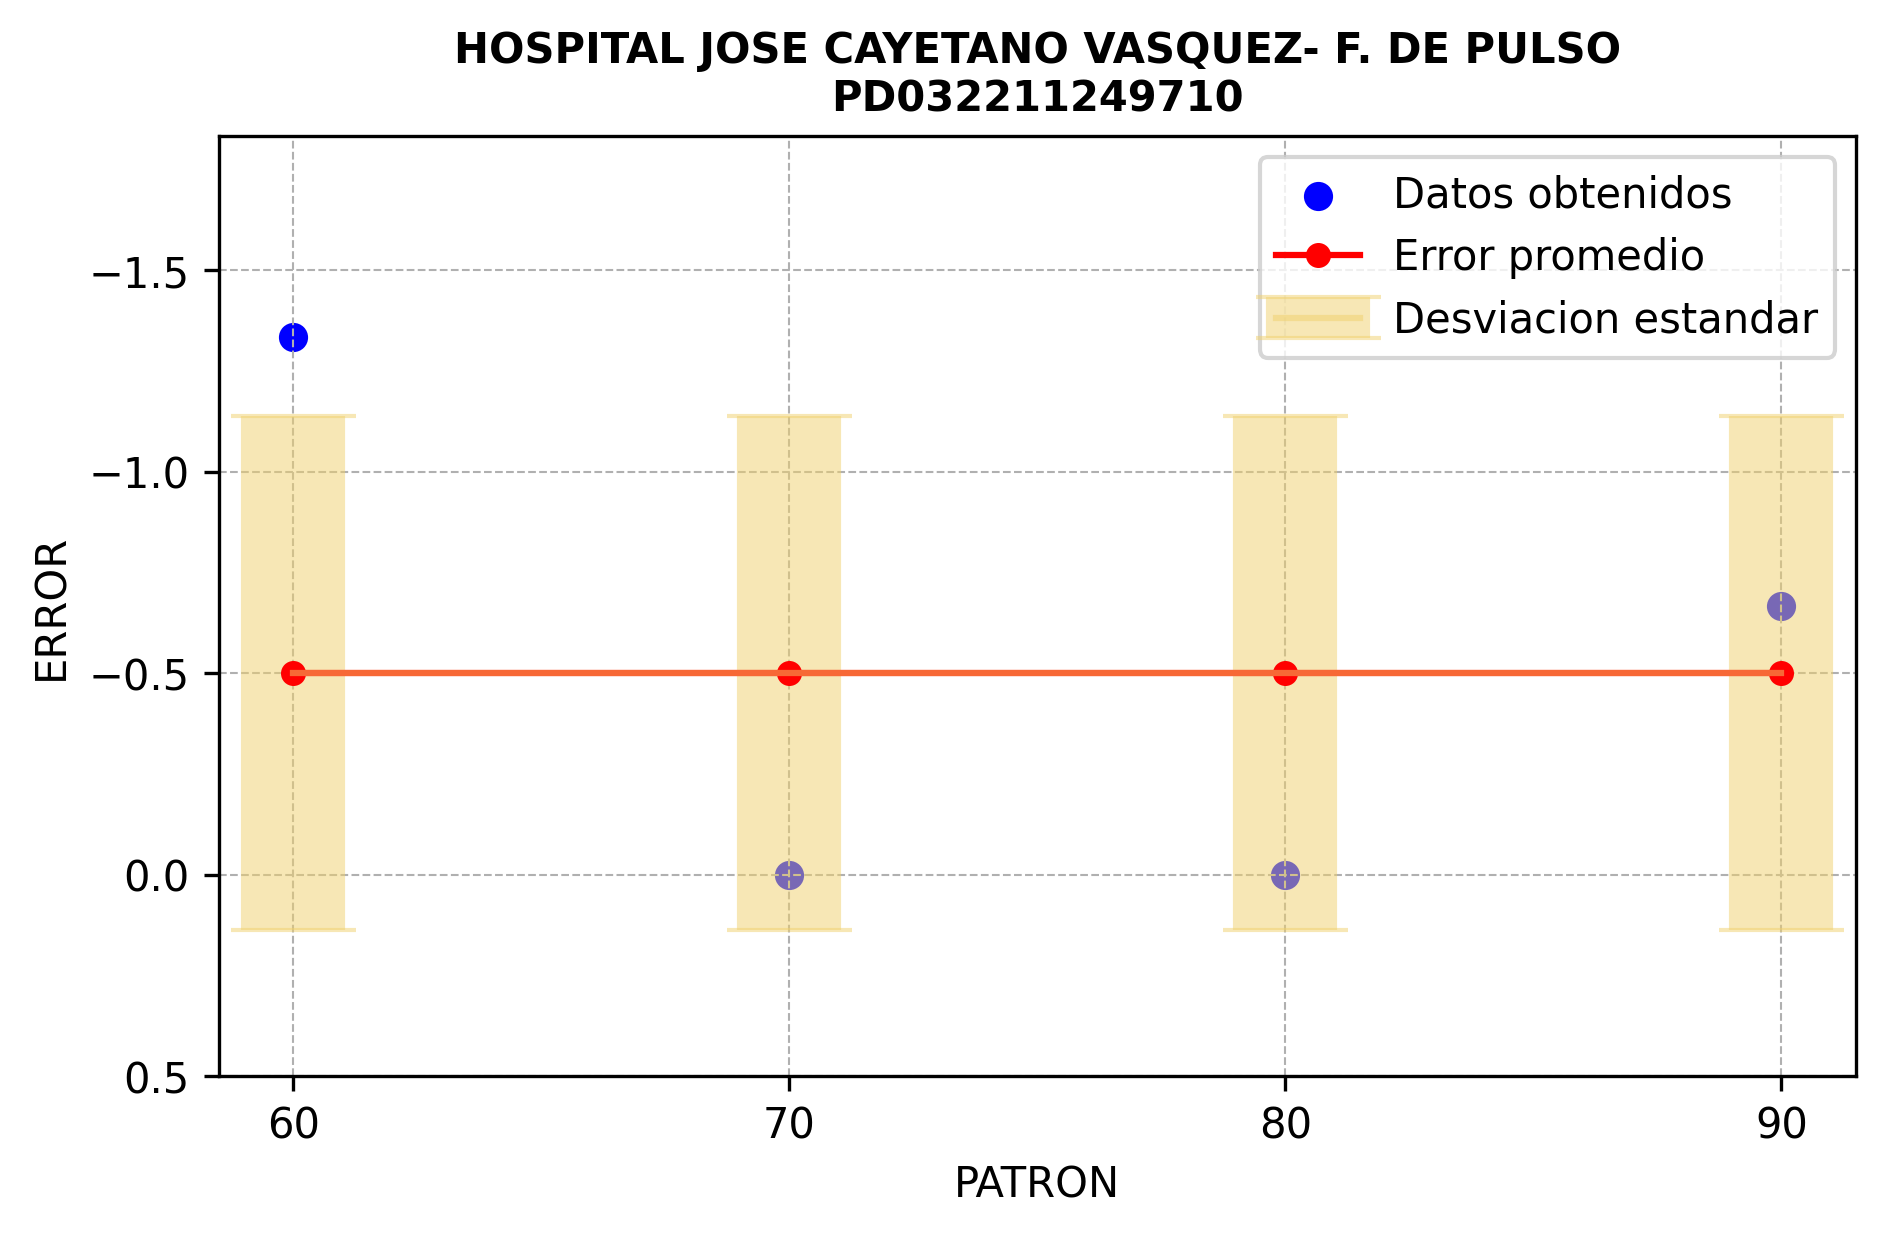 HOSPITAL JOSE CAYETANO VASQUEZ- F. DE PULSO
PD032211249710
Datos obtenidos
Error promedio
Desviacion estandar
ERROR
−1.5
−1.0
−0.5
0.0
0.5
60 70 80 90
PATRON